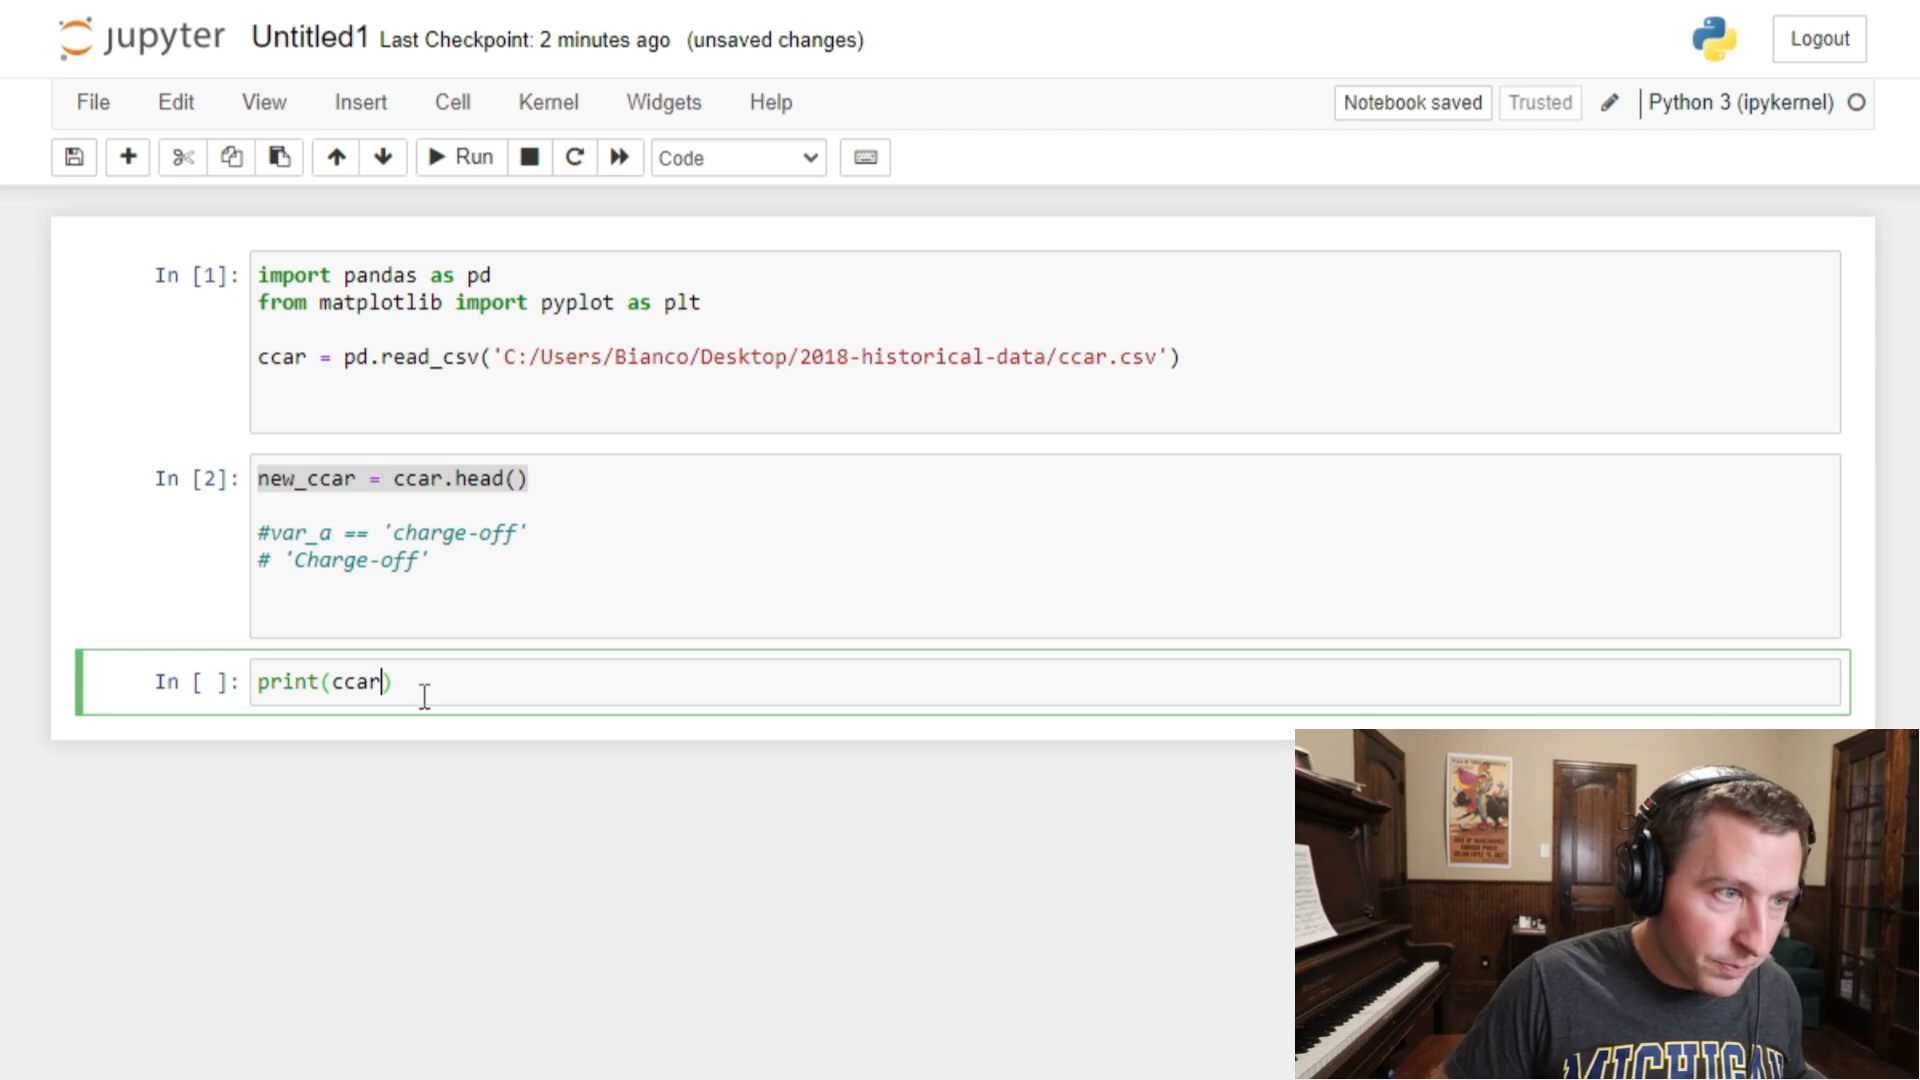 jupyter Untitled1 Last Checkpoint: 2 minutes ago (unsaved changes)
Logout
File Edit View Insert Cell Kernel Widgets Help
Notebook saved Trusted Python 3 (ipykernel)
Run Code
In [1]: import pandas as pd
from matplotlib import pyplot as plt
ccar = pd.read_csv('C:/Users/Bianco/Desktop/2018-historical-data/ccar.csv')
In [2]: new_ccar = ccar.head()
#var_a == 'charge-off'
# 'Charge-off'
In [ ]: print(ccar)
MICHIGAN